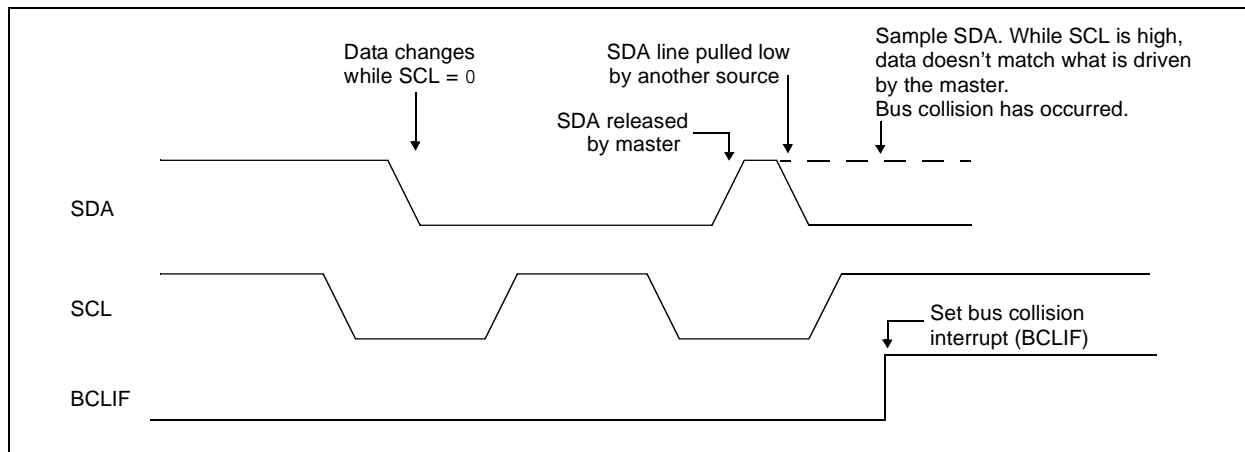 Data changes
while SCL = 0
SDA line pulled low
by another source
Sample SDA. While SCL is high,
data doesn't match what is driven
by the master.
Bus collision has occurred.
SDA released
by master
SDA
SCL
Set bus collision
interrupt (BCLIF)
BCLIF